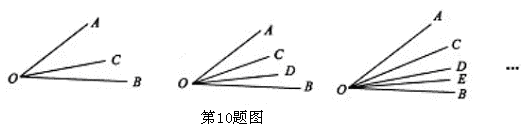 A A A
C C C
D D
E
O B O B O B
...
第10题图